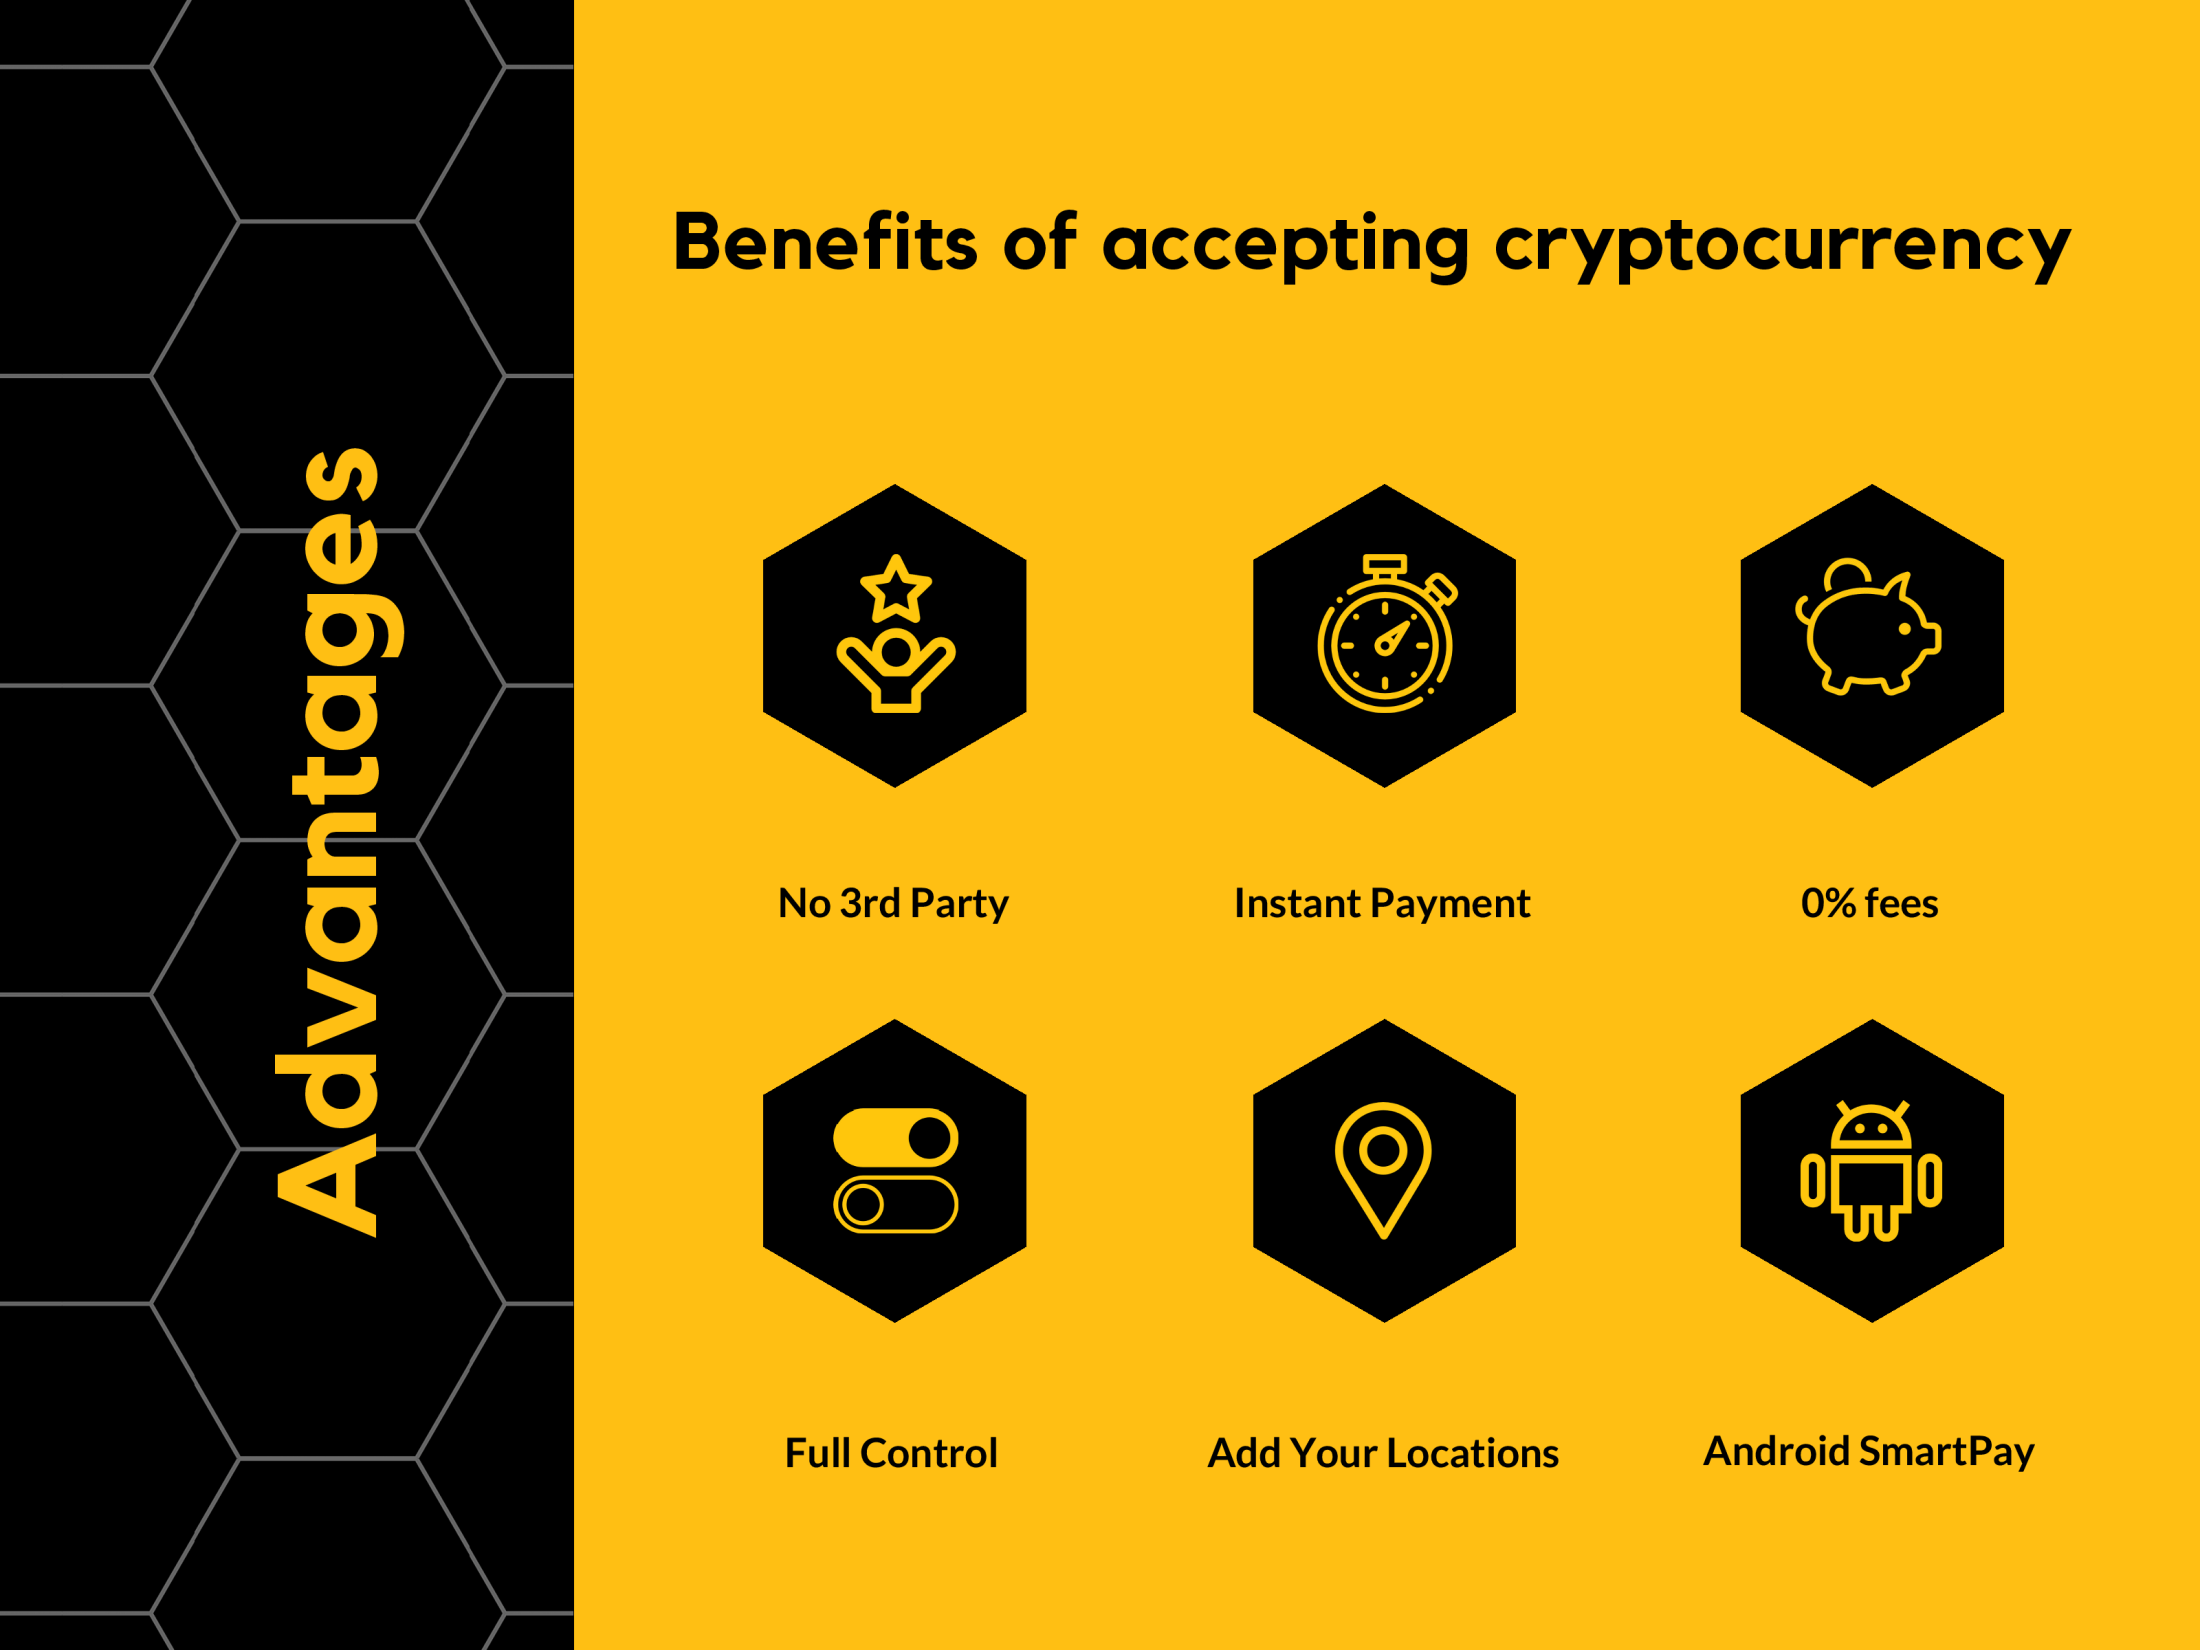 Advantages
Benefits of accepting cryptocurrency
No 3rd Party
Instant Payment
0% fees
Full Control
Add Your Locations
Android SmartPay